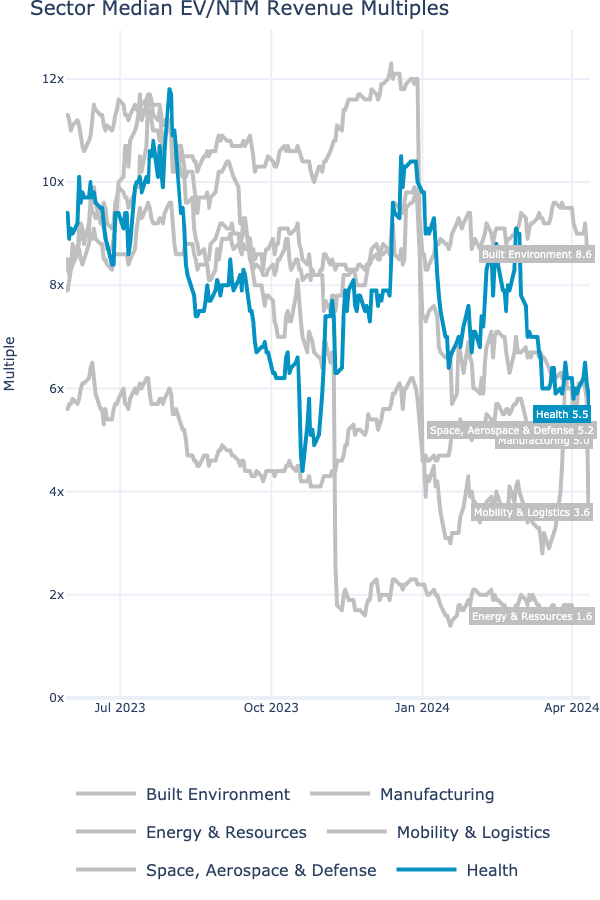 Sector Median EV/NTM Revenue Multiples
Multiple
12x
10x
8x
6x
4x
2x
0x
Built Environment 8.6
Health 5.5
Space, Aerospace & Defense 5.2
Manufacturing 5.0
Mobility & Logistics 3.6
Energy & Resources 1.6
Jul 2023
Oct 2023
Jan 2024
Apr 2024
Built Environment
Manufacturing
Energy & Resources
Mobility & Logistics
Space, Aerospace & Defense
Health